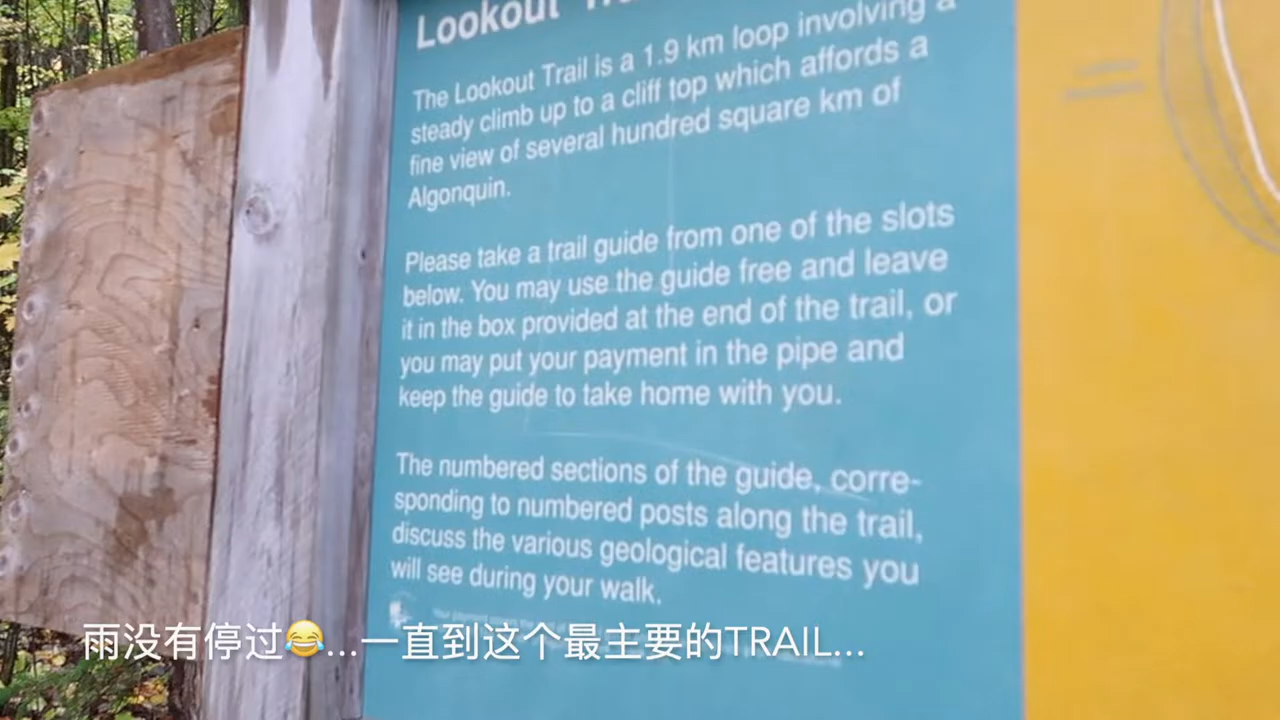 Lookout
The Lookout Trail is a 1.9 km loop involving a
steady climb up to a cliff top which affords a
fine view of several hundred square km of
Algonquin.
Please take a trail guide from one of the slots
below. You may use the guide free and leave
it in the box provided at the end of the trail, or
you may put your payment in the pipe and
keep the guide to take home with you.
The numbered sections of the guide, corre-
sponding to numbered posts along the trail,
discuss the various geological features you
will see during your walk.
雨没有停过😂...一直到这个最主要的TRAIL...